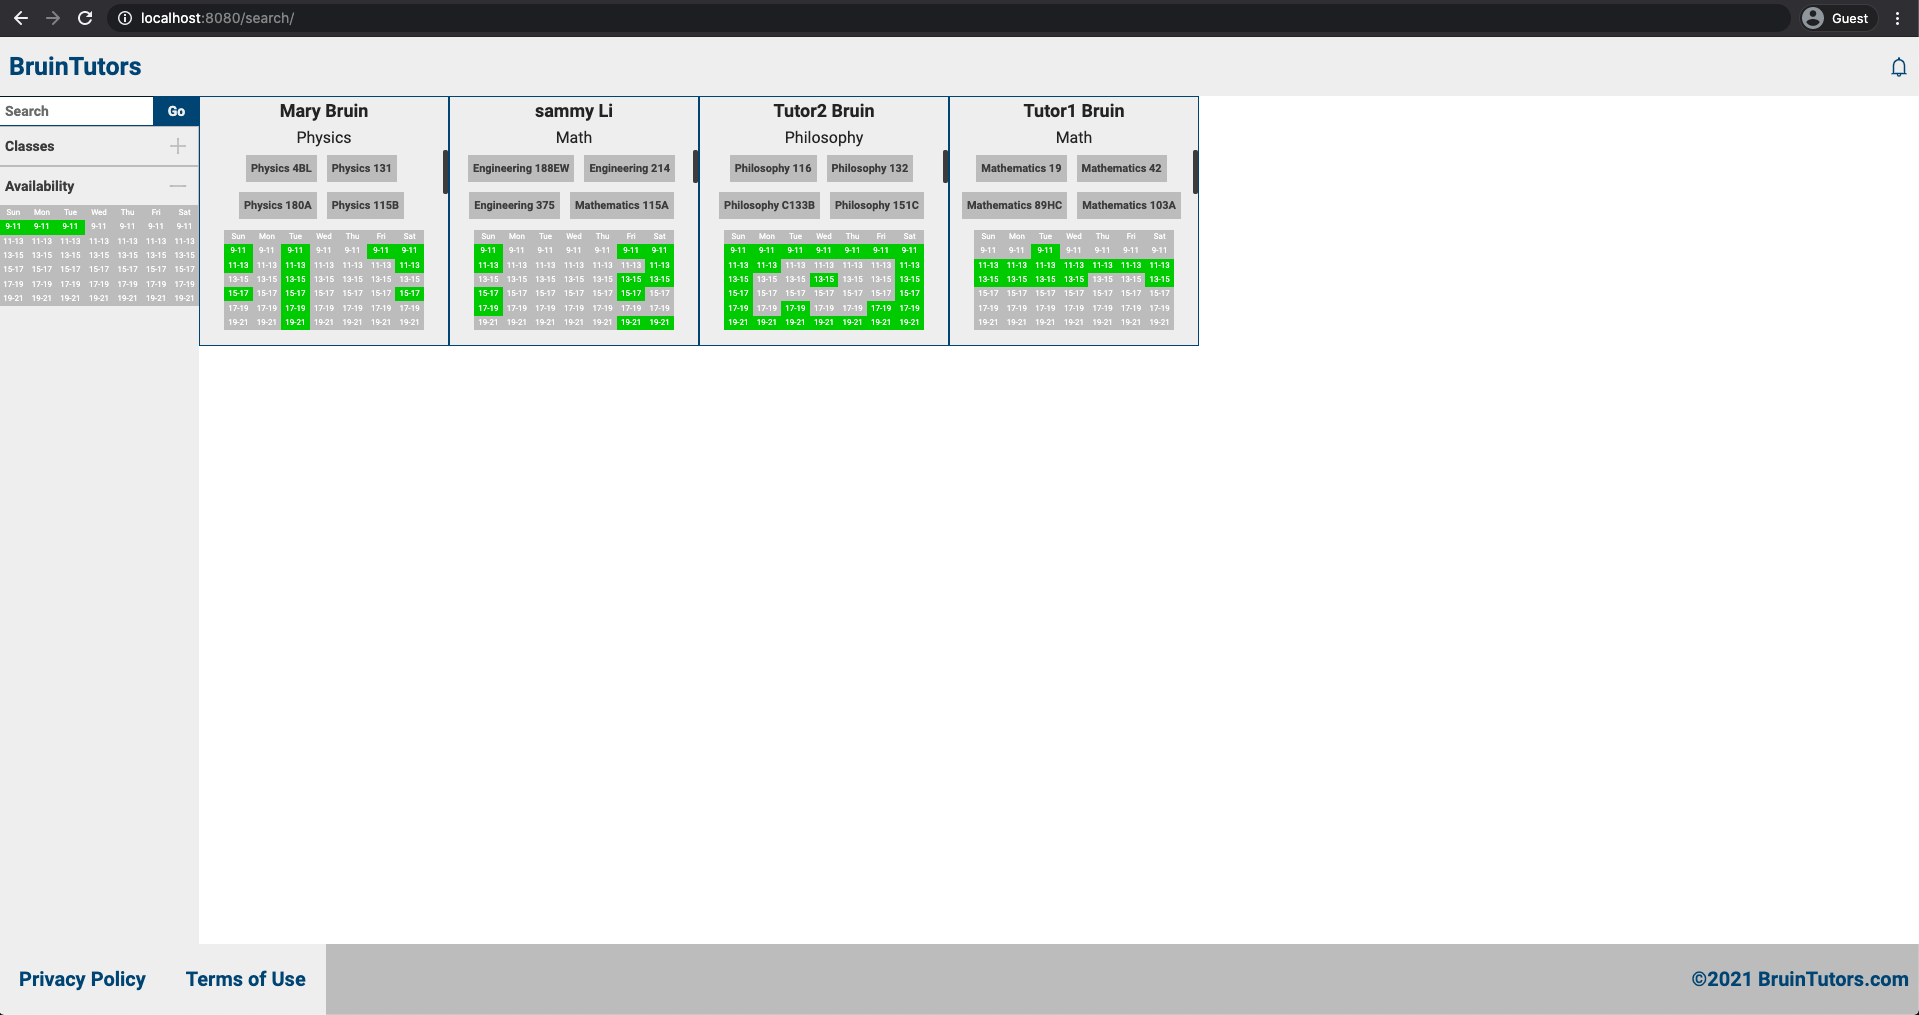 localhost:8080/search/
Guest
BruinTutors
Search
Go
Classes
Availability
Sun Mon Tue Wed Thu Fri Sat
9-11 9-11 9-11 9-11 9-11 9-11 9-11
11-13 11-13 11-13 11-13 11-13 11-13 11-13
13-15 13-15 13-15 13-15 13-15 13-15 13-15
15-17 15-17 15-17 15-17 15-17 15-17 15-17
17-19 17-19 17-19 17-19 17-19 17-19 17-19
19-21 19-21 19-21 19-21 19-21 19-21 19-21
Mary Bruin
Physics
Physics 4BL Physics 131
Physics 180A Physics 115B
Sun Mon Tue Wed Thu Fri Sat
9-11 9-11 9-11 9-11 9-11 9-11 9-11
11-13 11-13 11-13 11-13 11-13 11-13 11-13
13-15 13-15 13-15 13-15 13-15 13-15 13-15
15-17 15-17 15-17 15-17 15-17 15-17 15-17
17-19 17-19 17-19 17-19 17-19 17-19 17-19
19-21 19-21 19-21 19-21 19-21 19-21 19-21
sammy Li
Math
Engineering 188EW Engineering 214
Engineering 375 Mathematics 115A
Sun Mon Tue Wed Thu Fri Sat
9-11 9-11 9-11 9-11 9-11 9-11 9-11
11-13 11-13 11-13 11-13 11-13 11-13 11-13
13-15 13-15 13-15 13-15 13-15 13-15 13-15
15-17 15-17 15-17 15-17 15-17 15-17 15-17
17-19 17-19 17-19 17-19 17-19 17-19 17-19
19-21 19-21 19-21 19-21 19-21 19-21 19-21
Tutor2 Bruin
Philosophy
Philosophy 116 Philosophy 132
Philosophy C133B Philosophy 151C
Sun Mon Tue Wed Thu Fri Sat
9-11 9-11 9-11 9-11 9-11 9-11 9-11
11-13 11-13 11-13 11-13 11-13 11-13 11-13
13-15 13-15 13-15 13-15 13-15 13-15 13-15
15-17 15-17 15-17 15-17 15-17 15-17 15-17
17-19 17-19 17-19 17-19 17-19 17-19 17-19
19-21 19-21 19-21 19-21 19-21 19-21 19-21
Tutor1 Bruin
Math
Mathematics 19 Mathematics 42
Mathematics 89HC Mathematics 103A
Sun Mon Tue Wed Thu Fri Sat
9-11 9-11 9-11 9-11 9-11 9-11 9-11
11-13 11-13 11-13 11-13 11-13 11-13 11-13
13-15 13-15 13-15 13-15 13-15 13-15 13-15
15-17 15-17 15-17 15-17 15-17 15-17 15-17
17-19 17-19 17-19 17-19 17-19 17-19 17-19
19-21 19-21 19-21 19-21 19-21 19-21 19-21
Privacy Policy
Terms of Use
©2021 BruinTutors.com